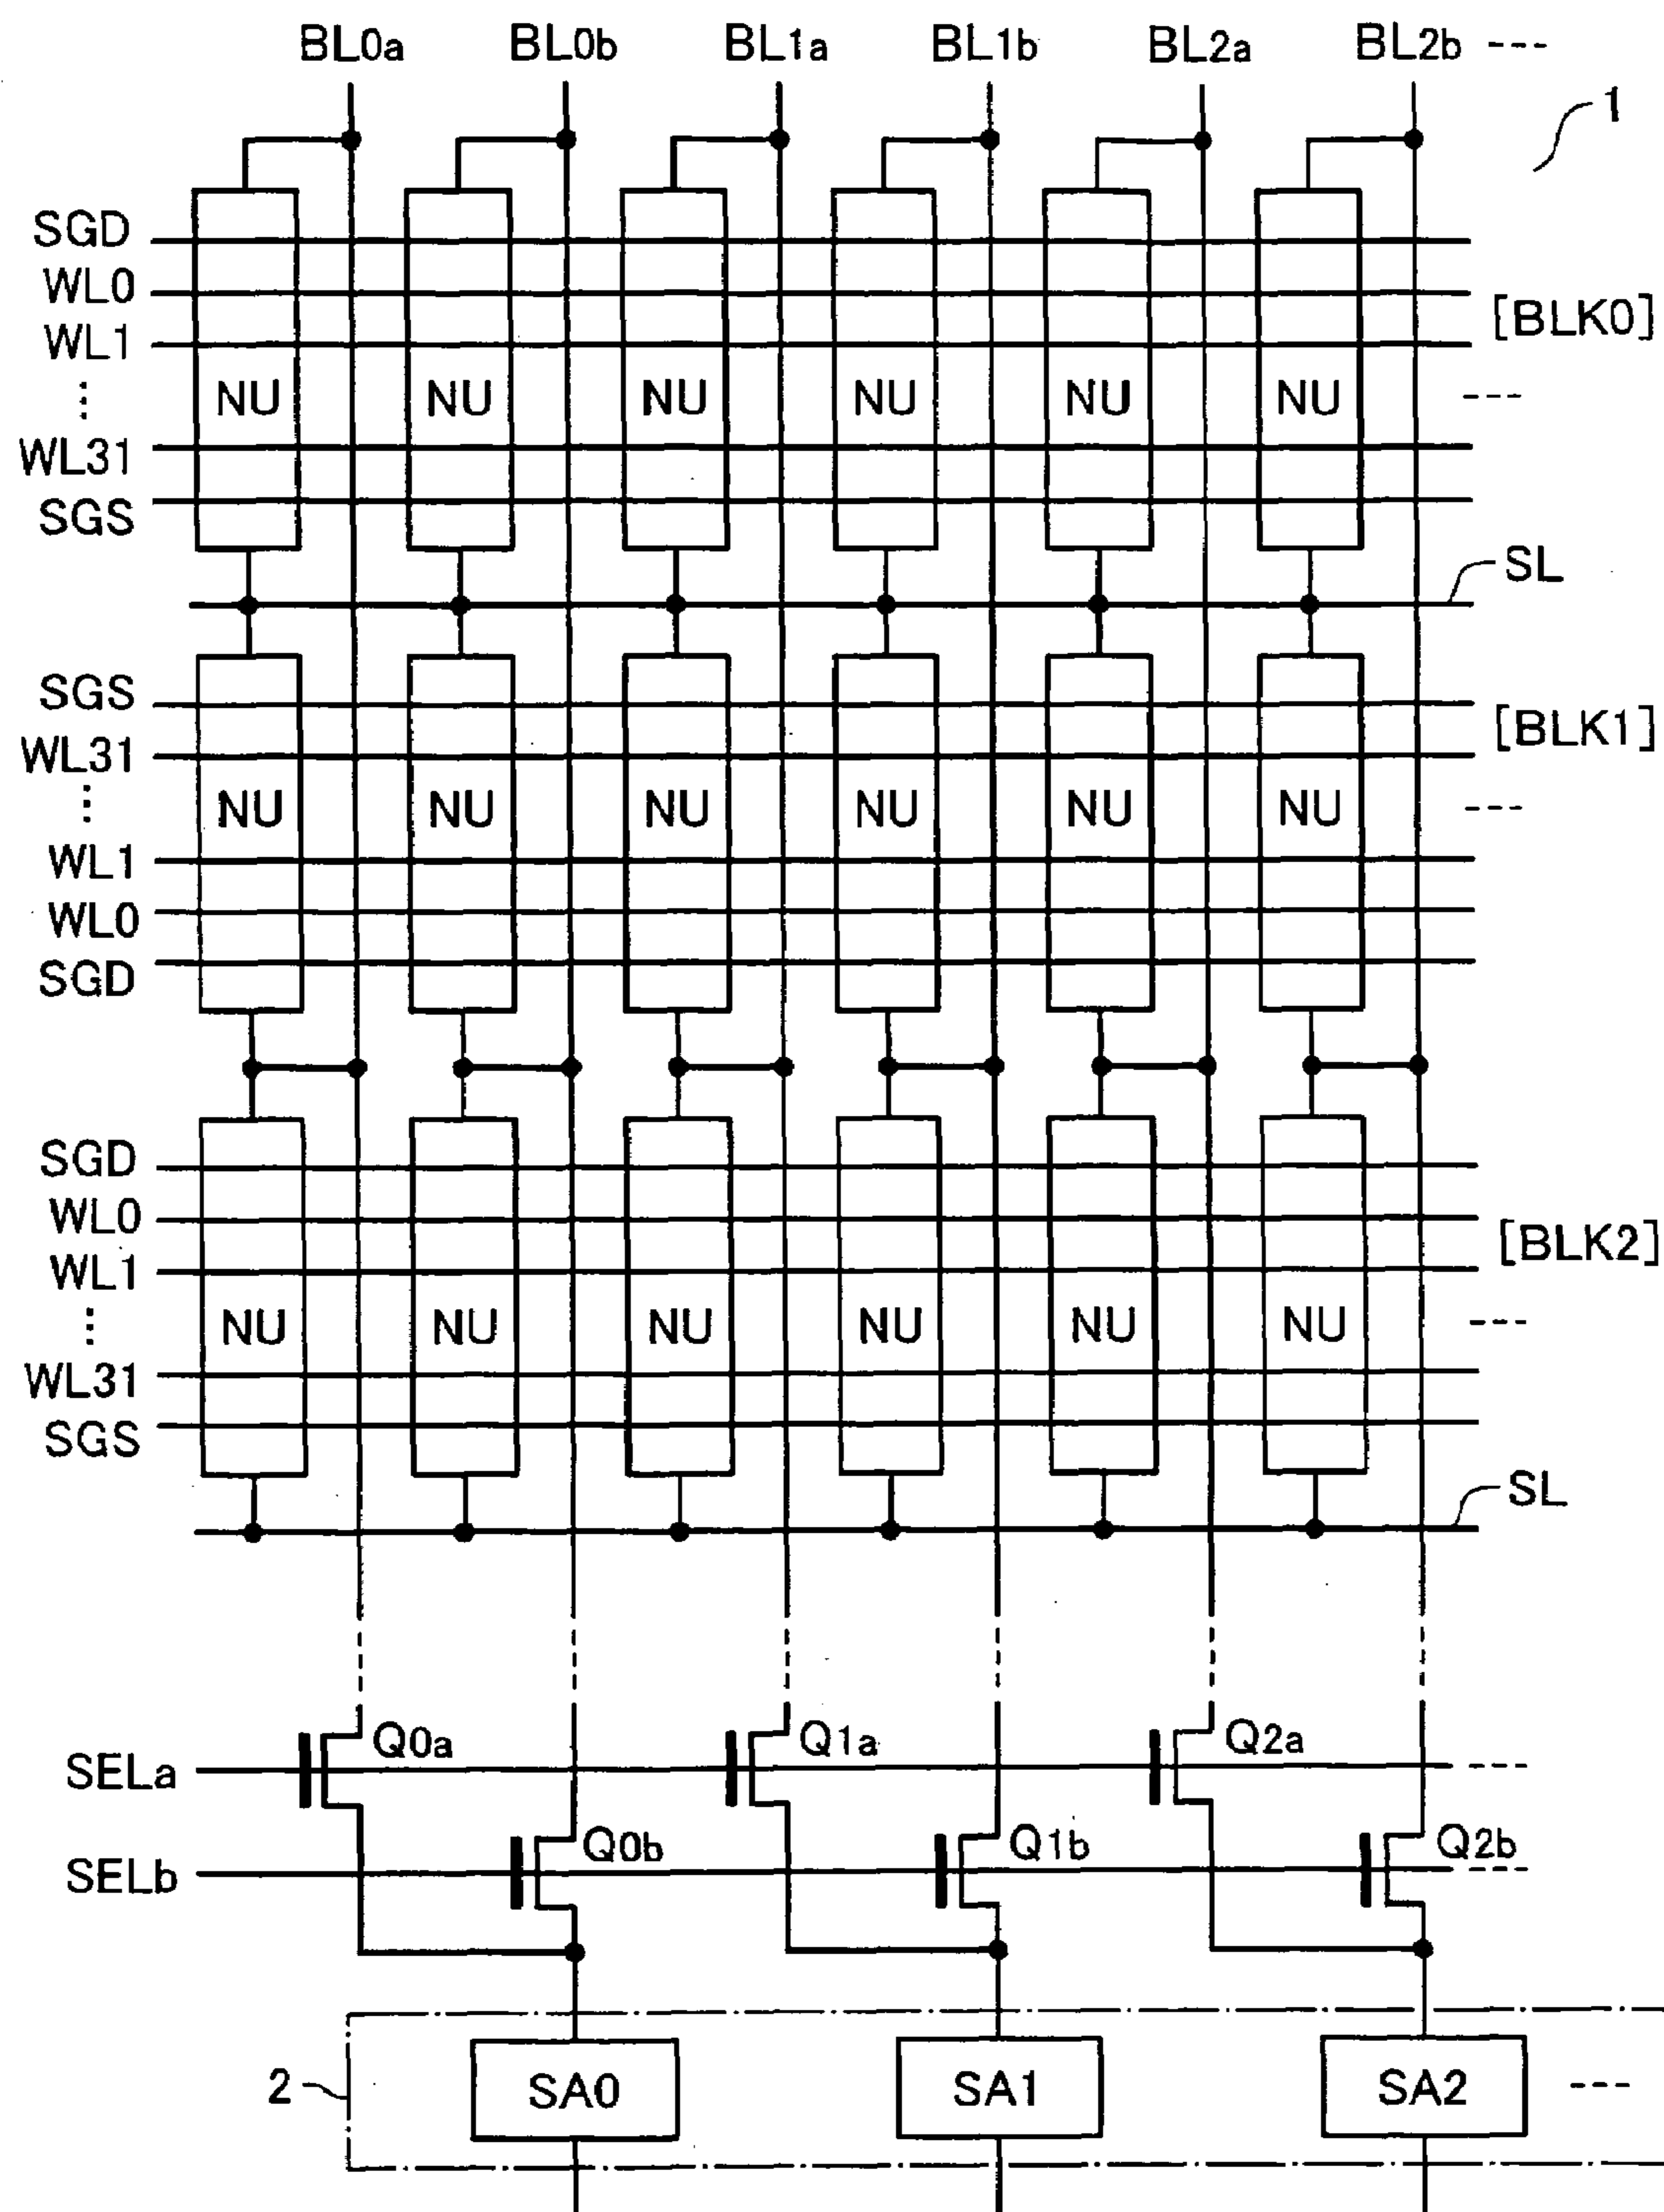 BL0a BL0b BL1a BL1b BL2a BL2b ---
1
SGD
WL0
[BLK0]
WL1
NU NU NU NU NU NU ---
⋮
WL31
SGS
SL
SGS
[BLK1]
WL31
NU NU NU NU NU NU ---
⋮
WL1
WL0
SGD
SGD
WL0
[BLK2]
WL1
NU NU NU NU NU NU ---
⋮
WL31
SGS
SL
Q0a Q1a Q2a
SELa ---
Q0b Q1b Q2b
SELb ---
2 SA0 SA1 SA2 ---